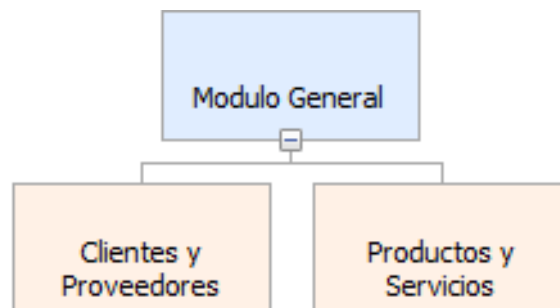 Modulo General
Clientes y
Proveedores
Productos y
Servicios